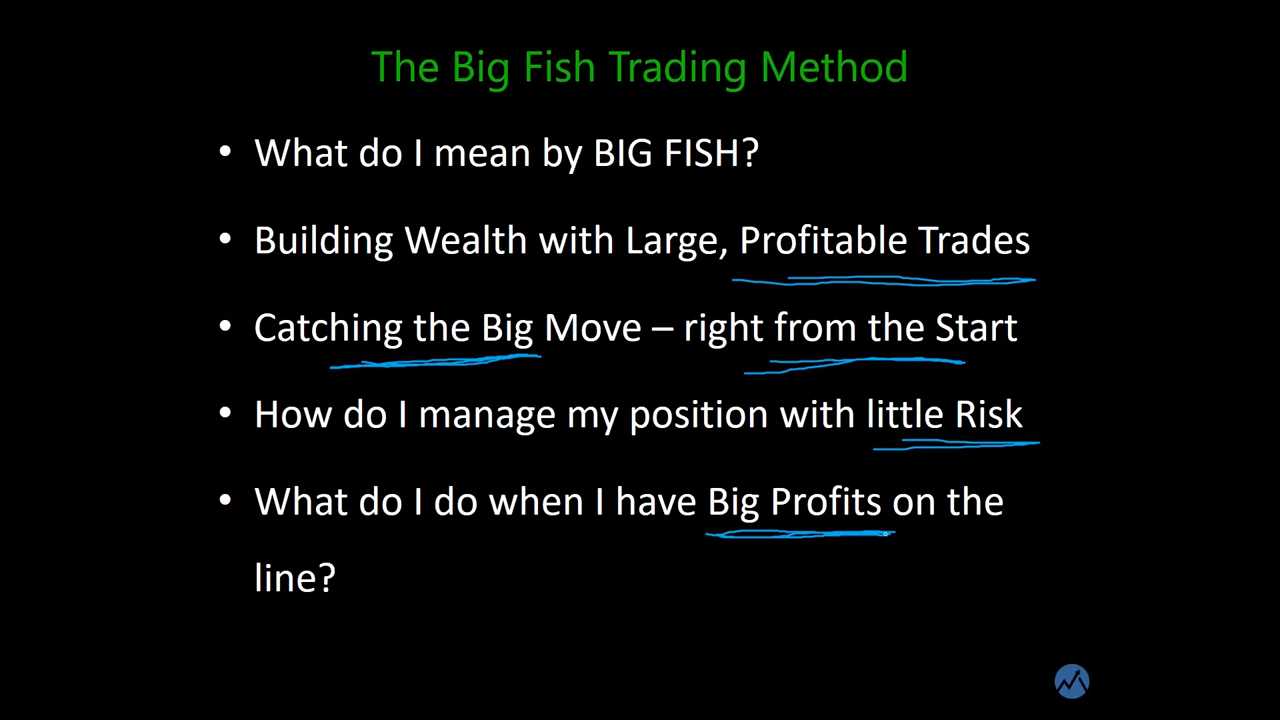 The Big Fish Trading Method
• What do I mean by BIG FISH?
• Building Wealth with Large, Profitable Trades
• Catching the Big Move – right from the Start
• How do I manage my position with little Risk
• What do I do when I have Big Profits on the
line?